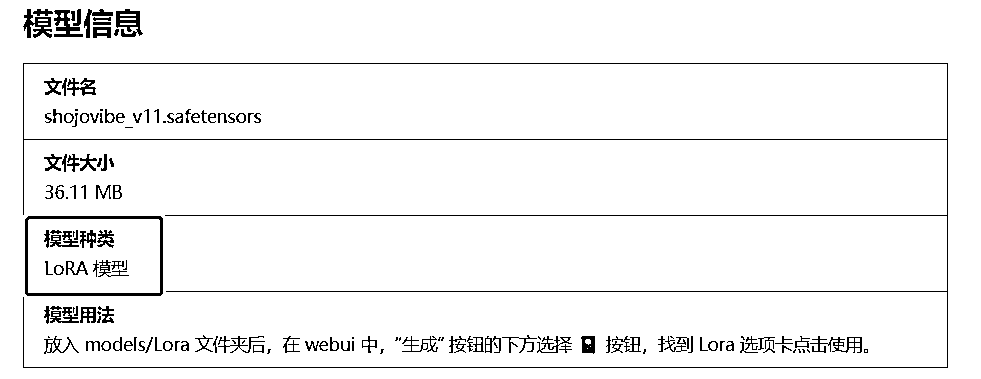 模型信息
文件名
shojovibe_v11.safetensors
文件大小
36.11 MB
模型种类
LoRA 模型
模型用法
放入 models/Lora 文件夹后，在 webui 中，“生成”按钮的下方选择 🎴 按钮，找到 Lora 选项卡点击使用。